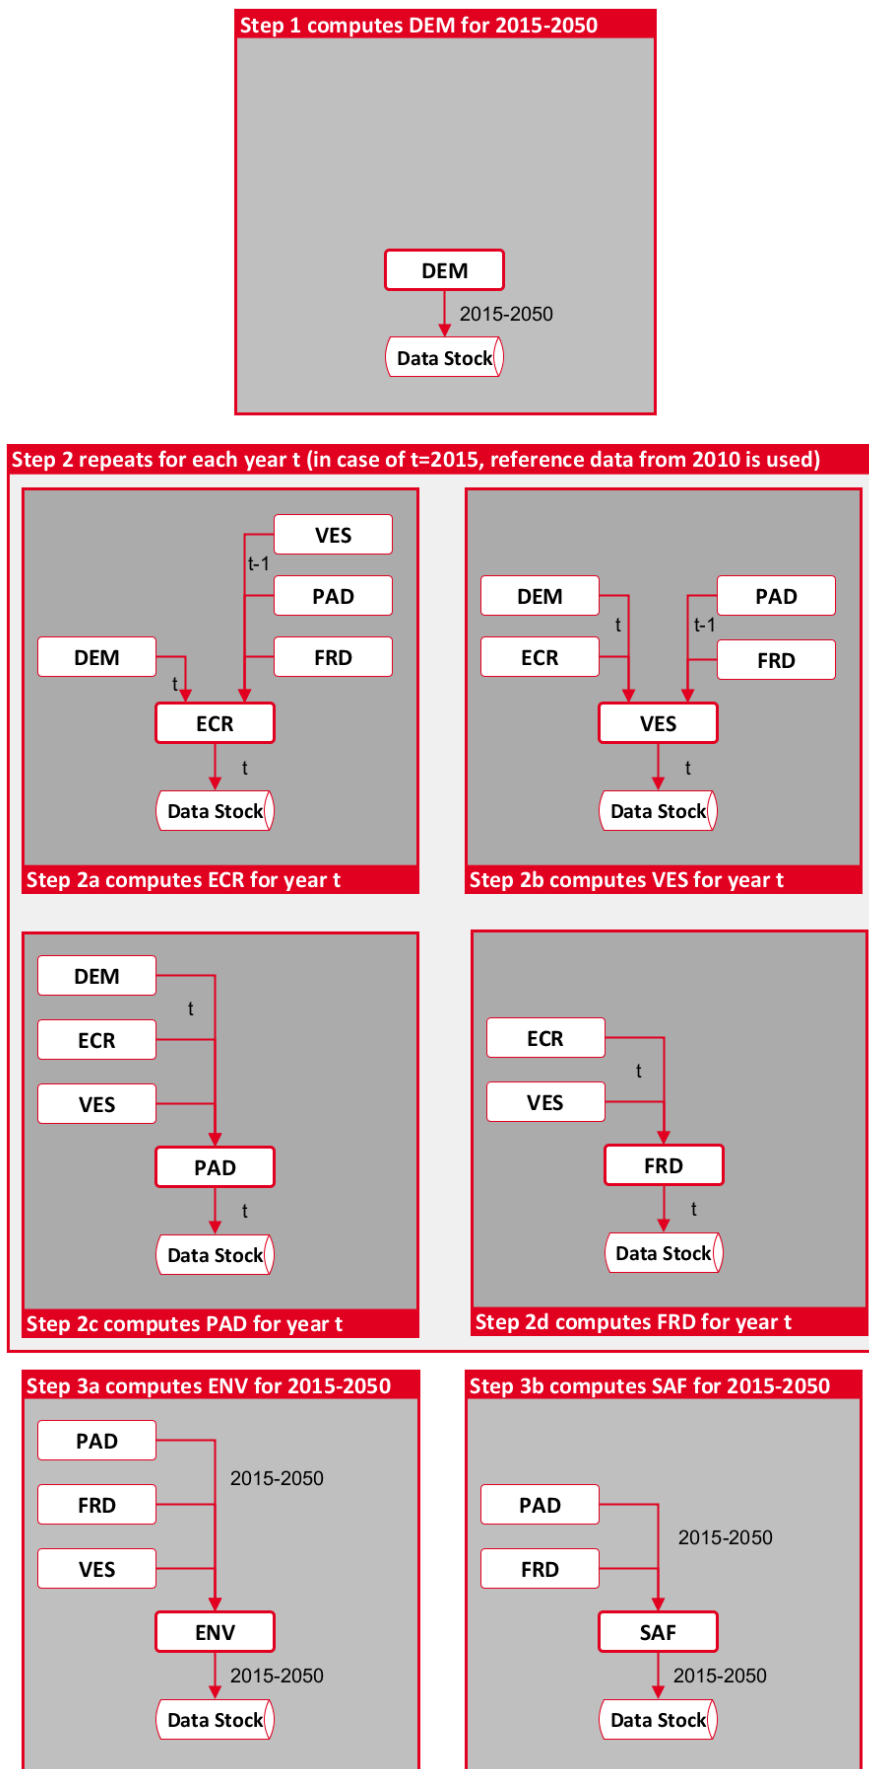 Step 1 computes DEM for 2015-2050
DEM
2015-2050
Data Stock
Step 2 repeats for each year t (in case of t=2015, reference data from 2010 is used)
VES
t-1
PAD
DEM
FRD
t
ECR
t
Data Stock
Step 2a computes ECR for year t
DEM
PAD
t
t-1
ECR
FRD
VES
t
Data Stock
Step 2b computes VES for year t
DEM
t
ECR
VES
PAD
t
Data Stock
Step 2c computes PAD for year t
ECR
t
VES
FRD
t
Data Stock
Step 2d computes FRD for year t
Step 3a computes ENV for 2015-2050
PAD
2015-2050
FRD
VES
ENV
2015-2050
Data Stock
Step 3b computes SAF for 2015-2050
PAD
2015-2050
FRD
SAF
2015-2050
Data Stock